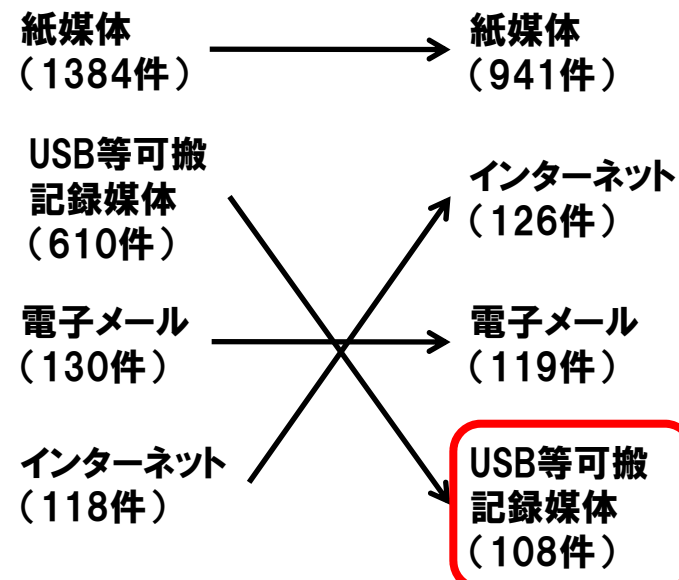 紙媒体
（1384件）
USB等可搬
記録媒体
（610件）
電子メール
（130件）
インターネット
（118件）
紙媒体
（941件）
インターネット
（126件）
電子メール
（119件）
USB等可搬
記録媒体
（108件）